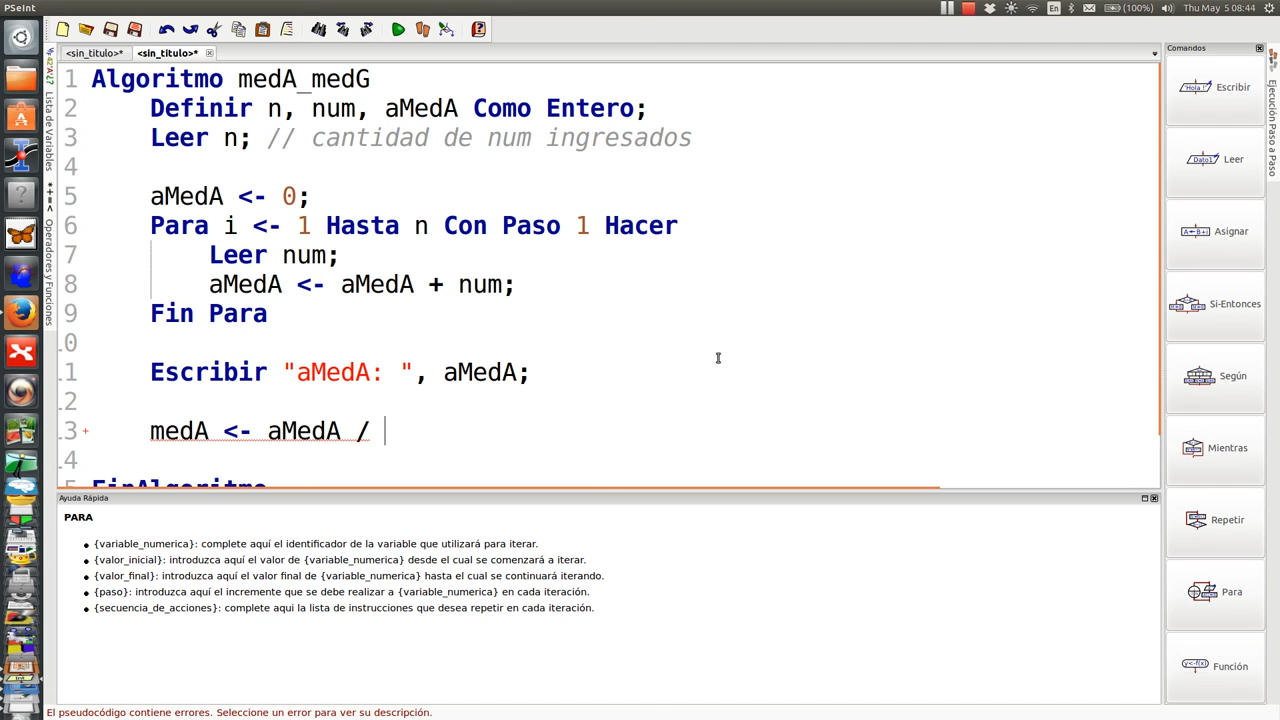 PSeInt
En
(100%)
Thu May 5 08:44
<sin_titulo>*
<sin_titulo>*
1 Algoritmo medA_medG
2 Definir n, num, aMedA Como Entero;
3 Leer n; // cantidad de num ingresados
4
5 aMedA <- 0;
6 Para i <- 1 Hasta n Con Paso 1 Hacer
7 Leer num;
8 aMedA <- aMedA + num;
9 Fin Para
0
1 Escribir "aMedA: ", aMedA;
2
3 medA <- aMedA /
4
5 FinAlgoritmo
Lista de Variables
Operadores y Funciones
Comandos
Escribir
Leer
Asignar
Si-Entonces
Según
Mientras
Repetir
Para
Función
Ejecución Paso a Paso
Ayuda Rápida
PARA
{variable_numerica}: complete aquí el identificador de la variable que utilizará para iterar.
{valor_inicial}: introduzca aquí el valor de {variable_numerica} desde el cual se comenzará a iterar.
{valor_final}: introduzca aquí el valor final de {variable_numerica} hasta el cual se continuará iterando.
{paso}: introduzca aquí el incremento que se debe realizar a {variable_numerica} en cada iteración.
{secuencia_de_acciones}: complete aqui la lista de instrucciones que desea repetir en cada iteración.
El pseudocódigo contiene errores. Seleccione un error para ver su descripción.